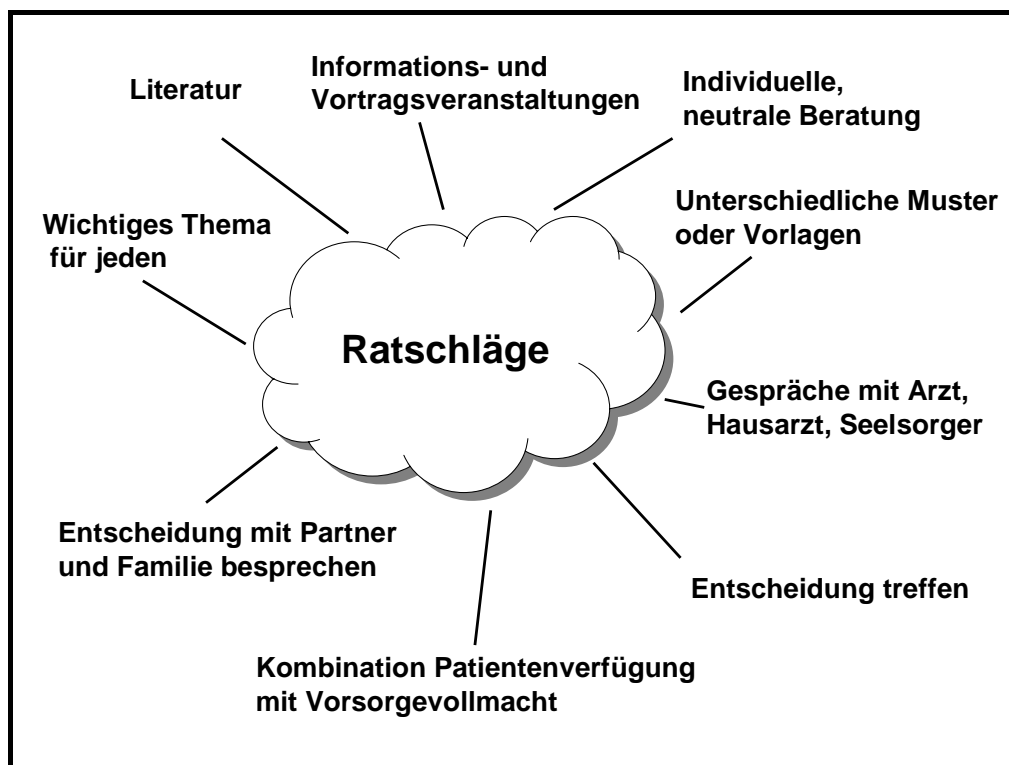 Literatur
Informations- und
Vortragsveranstaltungen
Individuelle,
neutrale Beratung
Wichtiges Thema
für jeden
Unterschiedliche Muster
oder Vorlagen
Ratschläge
Gespräche mit Arzt,
Hausarzt, Seelsorger
Entscheidung mit Partner
und Familie besprechen
Entscheidung treffen
Kombination Patientenverfügung
mit Vorsorgevollmacht